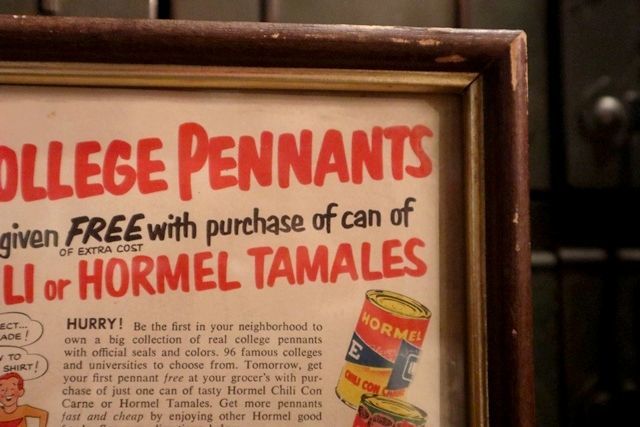 OLLEGE PENNANTS
given FREE with purchase of can of
OF EXTRA COST
LI or HORMEL TAMALES
ECT...
ADE!
TO
SHIRT!
HURRY! Be the first in your neighborhood to
own a big collection of real college pennants
with official seals and colors. 96 famous colleges
and universities to choose from. Tomorrow, get
your first pennant free at your grocer's with pur-
chase of just one can of tasty Hormel Chili Con
Carne or Hormel Tamales. Get more pennants
fast and cheap by enjoying other Hormel good
HORMEL
CHILI CON CARNE